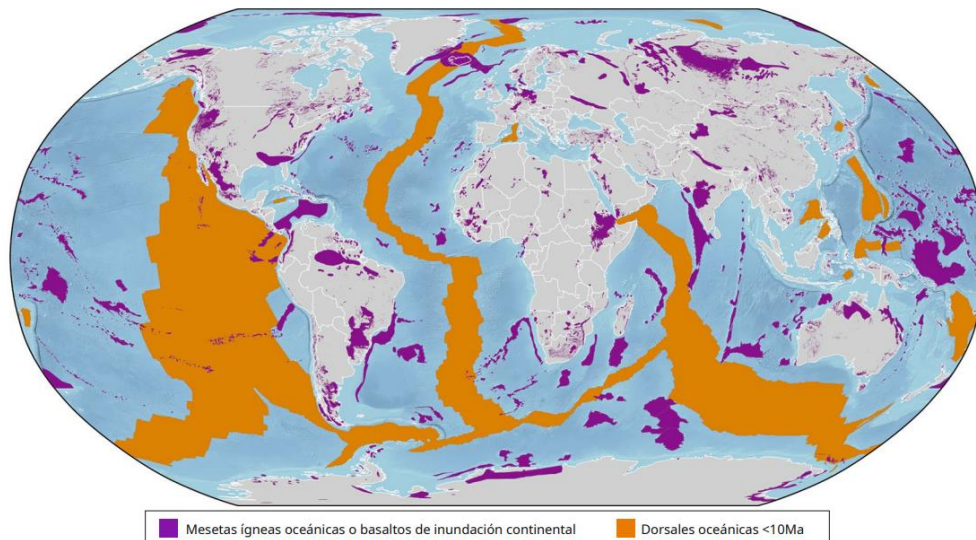 Mesetas ígneas oceánicas o basaltos de inundación continental
Dorsales oceánicas <10Ma